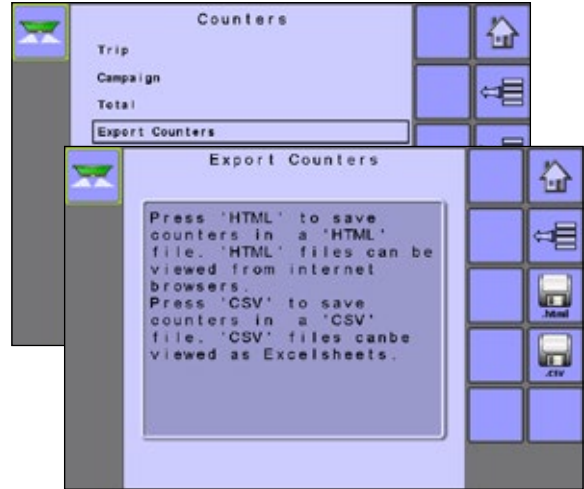 Counters
Trip
Campaign
Total
Export Counters
Export Counters
Press 'HTML' to save
counters in a 'HTML'
file. 'HTML' files can be
viewed from internet
browsers.
Press 'CSV' to save
counters in a 'CSV'
file. 'CSV' files canbe
viewed as Excelsheets.
.html
.csv